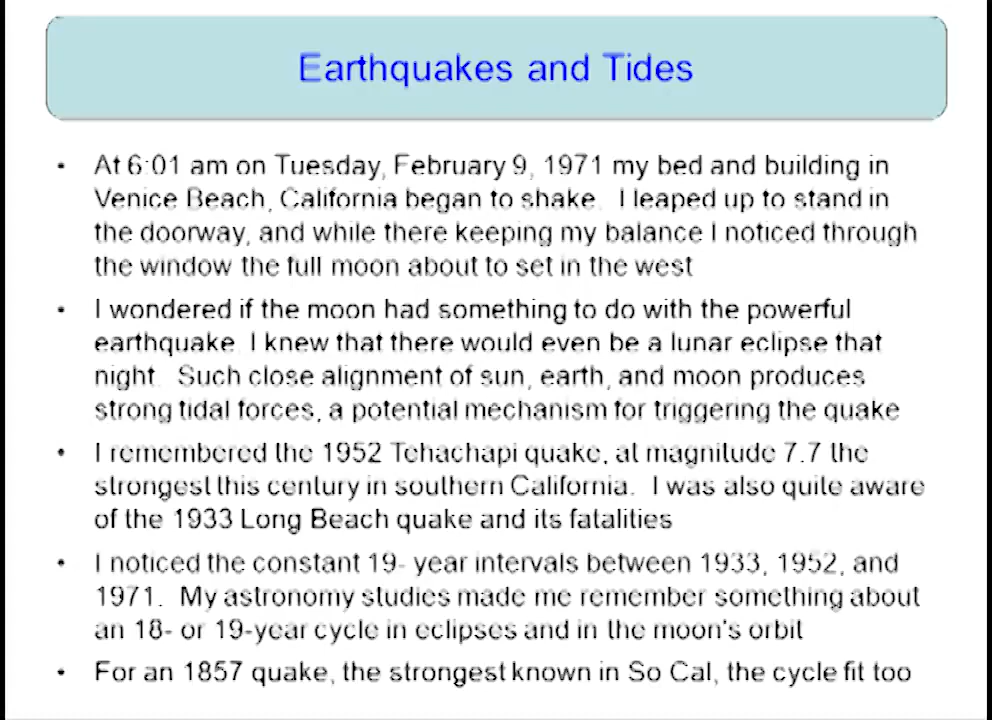 Earthquakes and Tides
• At 6:01 am on Tuesday, February 9, 1971 my bed and building in
Venice Beach, California began to shake. I leaped up to stand in
the doorway, and while there keeping my balance I noticed through
the window the full moon about to set in the west
• I wondered if the moon had something to do with the powerful
earthquake. I knew that there would even be a lunar eclipse that
night. Such close alignment of sun, earth, and moon produces
strong tidal forces, a potential mechanism for triggering the quake
• I remembered the 1952 Tehachapi quake, at magnitude 7.7 the
strongest this century in southern California. I was also quite aware
of the 1933 Long Beach quake and its fatalities
• I noticed the constant 19- year intervals between 1933, 1952, and
1971. My astronomy studies made me remember something about
an 18- or 19-year cycle in eclipses and in the moon's orbit
• For an 1857 quake, the strongest known in So Cal, the cycle fit too